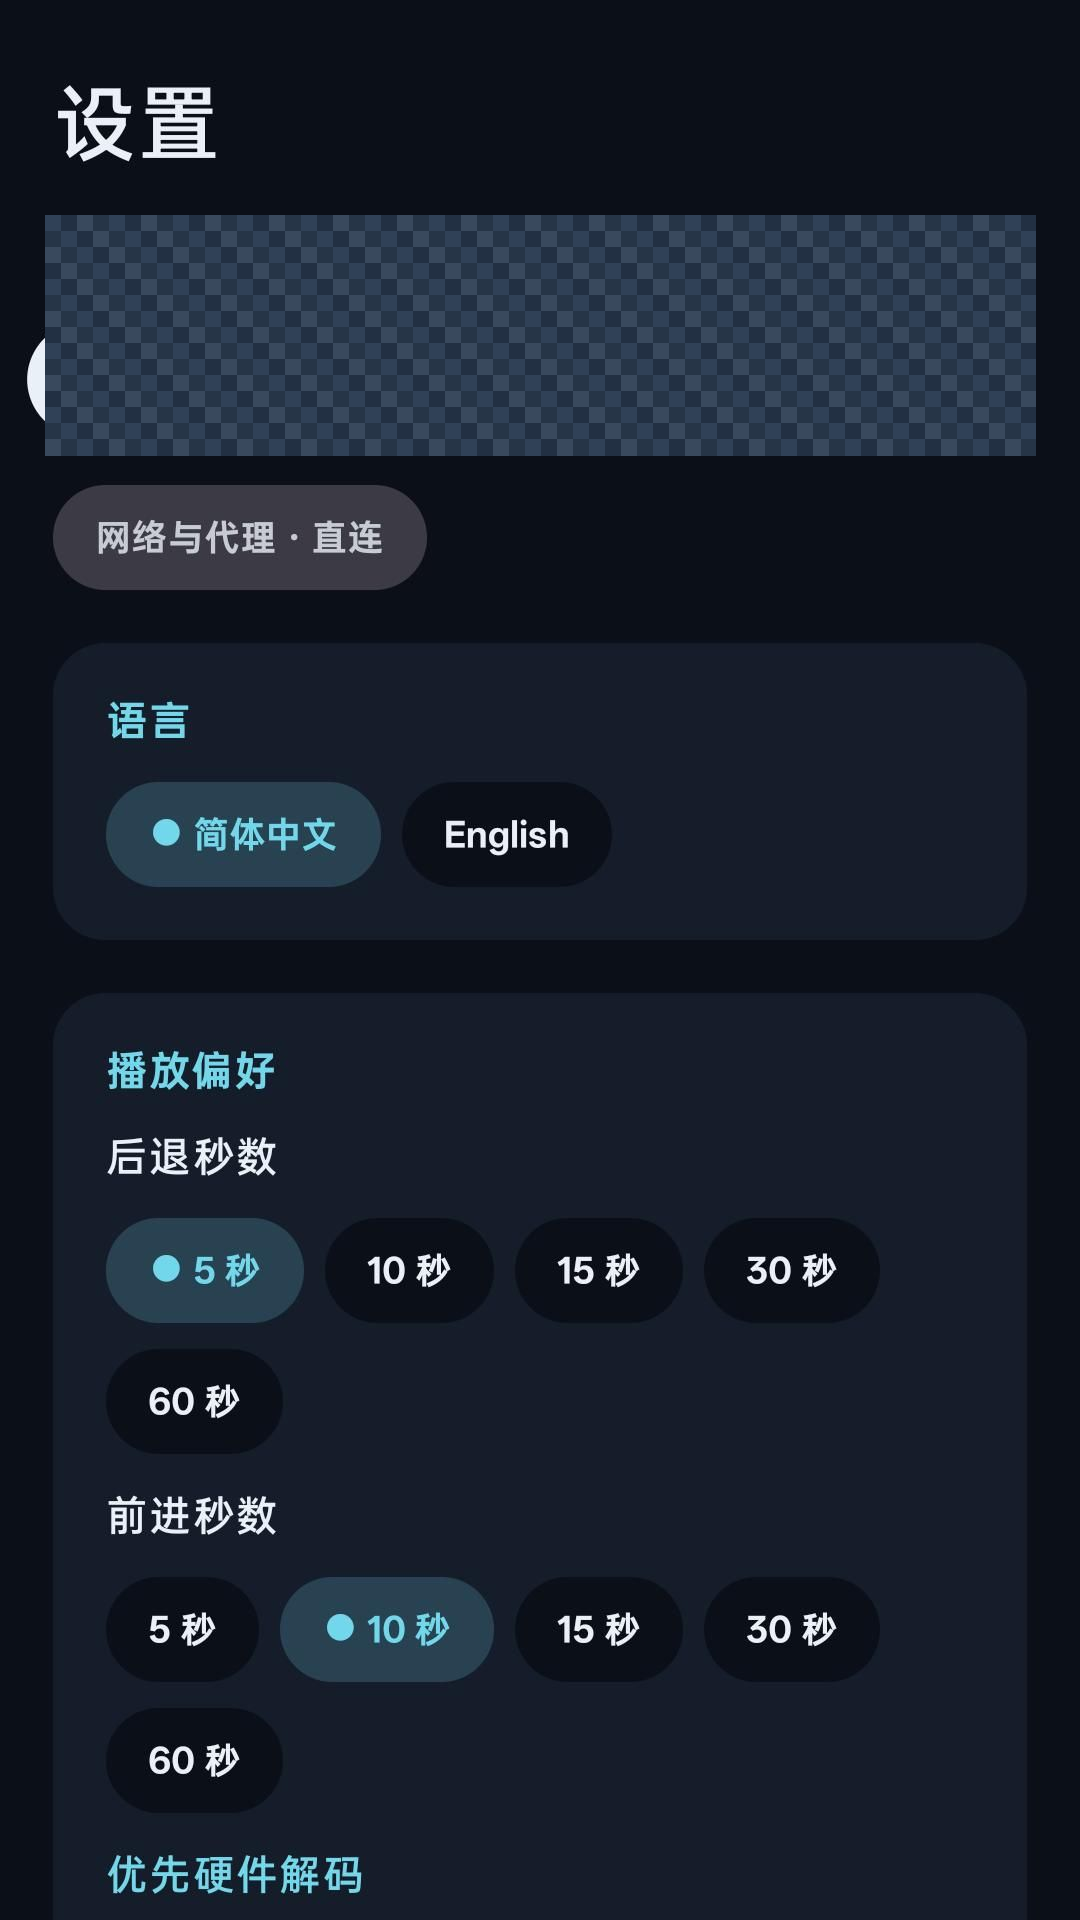 设置
网络与代理 · 直连
语言
简体中文 English
播放偏好
后退秒数
5 秒 10 秒 15 秒 30 秒
60 秒
前进秒数
5 秒 10 秒 15 秒 30 秒
60 秒
优先硬件解码